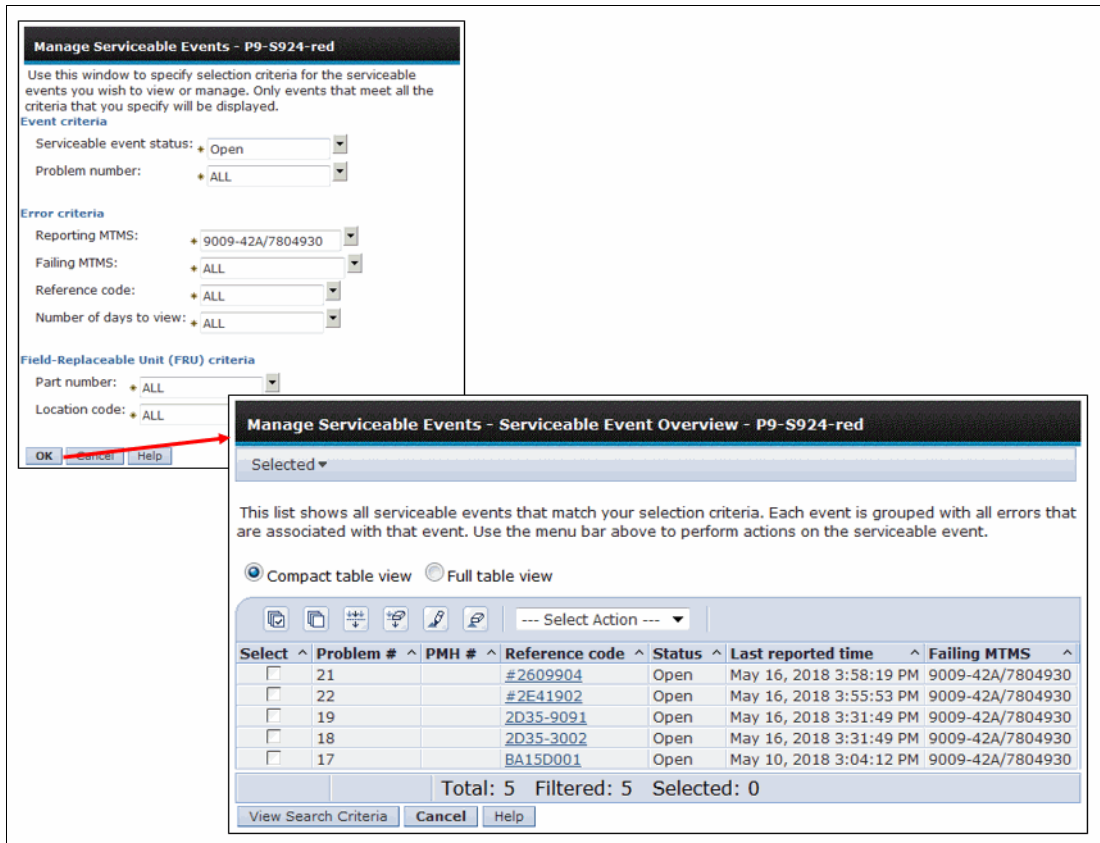 Manage Serviceable Events - P9-S924-red
Use this window to specify selection criteria for the serviceable
events you wish to view or manage. Only events that meet all the
criteria that you specify will be displayed.
Event criteria
Serviceable event status: * Open
Problem number: * ALL
Error criteria
Reporting MTMS: * 9009-42A/7804930
Failing MTMS: * ALL
Reference code: * ALL
Number of days to view: * ALL
Field-Replaceable Unit (FRU) criteria
Part number: * ALL
Location code: * ALL
OK Cancel Help
Manage Serviceable Events - Serviceable Event Overview - P9-S924-red
Selected
This list shows all serviceable events that match your selection criteria. Each event is grouped with all errors that
are associated with that event. Use the menu bar above to perform actions on the serviceable event.
Compact table view Full table view
--- Select Action ---
Select ^ Problem # ^ PMH # ^ Reference code ^ Status ^ Last reported time ^ Failing MTMS ^
21 #2609904 Open May 16, 2018 3:58:19 PM 9009-42A/7804930
22 #2E41902 Open May 16, 2018 3:55:53 PM 9009-42A/7804930
19 2D35-9091 Open May 16, 2018 3:31:49 PM 9009-42A/7804930
18 2D35-3002 Open May 16, 2018 3:31:49 PM 9009-42A/7804930
17 BA15D001 Open May 10, 2018 3:04:12 PM 9009-42A/7804930
Total: 5 Filtered: 5 Selected: 0
View Search Criteria Cancel Help